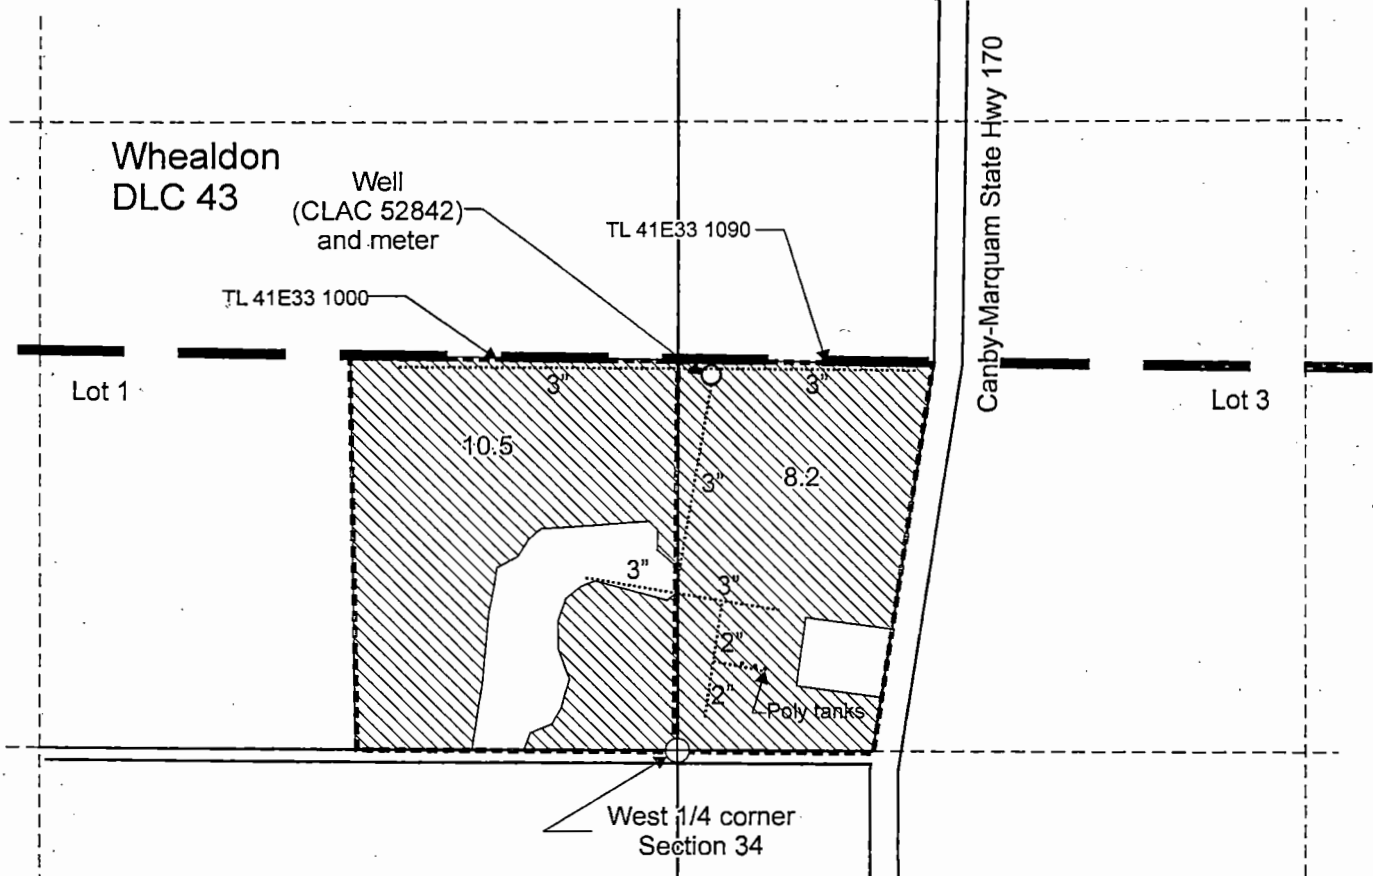 Canby-Marquam State Hwy 170
Whealdon
DLC 43
Well
(CLAC 52842)
and meter
TL 41E33 1090
TL 41E33 1000
Lot 1
3"
3"
Lot 3
10.5
8.2
3"
3"
3"
2"
2"
Poly tanks
West 1/4 corner
Section 34